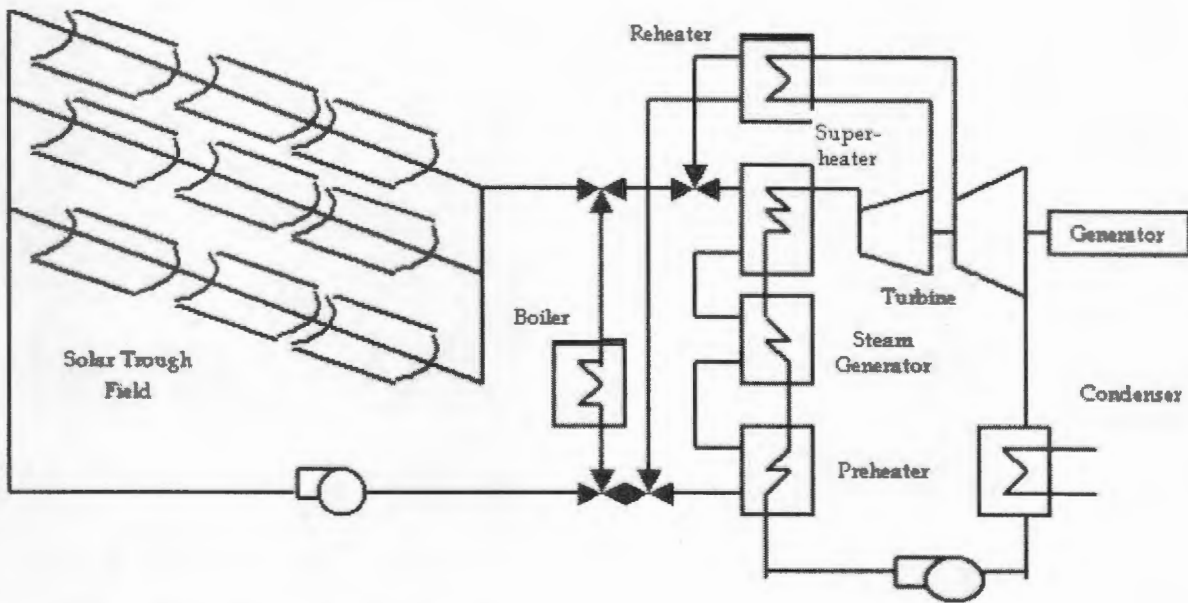 Reheater
Super-
heater
Generator
Turbine
Boiler
Steam
Generator
Solar Trough
Field
Condenser
Preheater